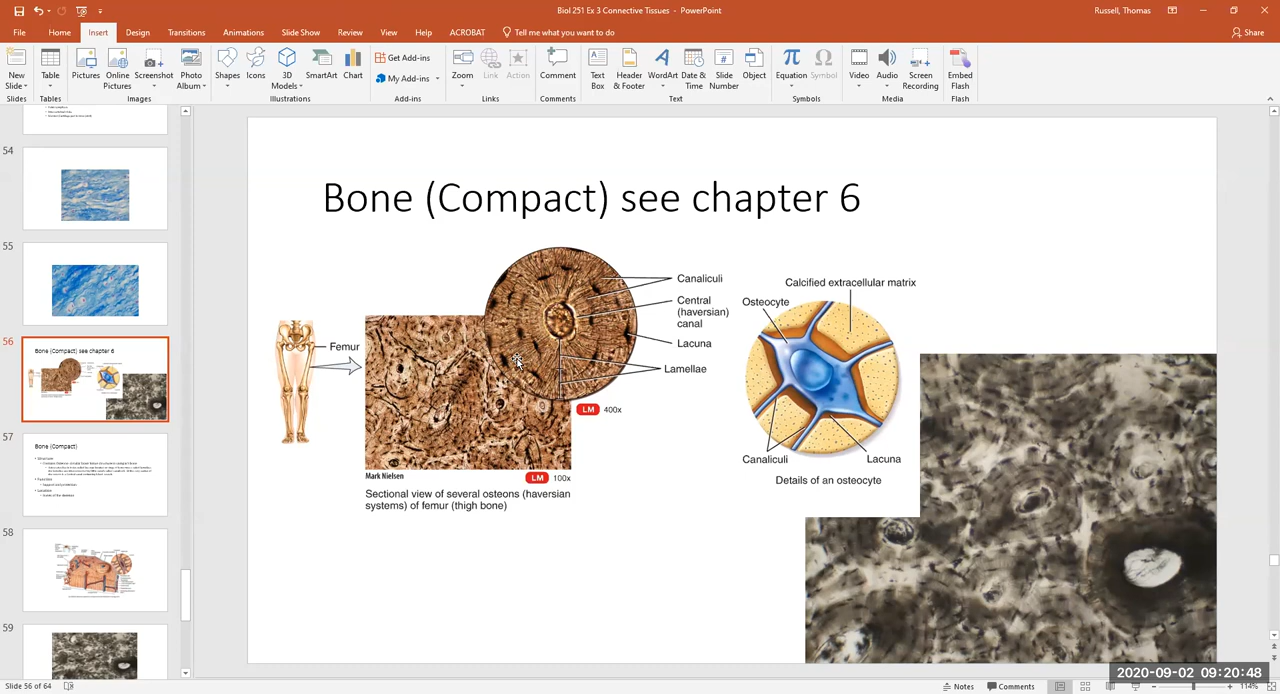 Biol 251 Ex 3 Connective Tissues - PowerPoint
Russell, Thomas
File
Home
Insert
Design
Transitions
Animations
Slide Show
Review
View
Help
ACROBAT
Tell me what you want to do
Share
New
Slide
Slides
Table
Tables
Pictures
Online
Pictures
Screenshot
Photo
Album
Images
Shapes
Icons
3D
Models
SmartArt
Chart
Illustrations
Get Add-ins
My Add-ins
Add-ins
Zoom
Link
Action
Links
Comment
Comments
Text
Box
Header
& Footer
WordArt
Date &
Time
Slide
Number
Object
Text
Equation
Symbol
Symbols
Video
Audio
Screen
Recording
Media
Embed
Flash
Flash
54
55
56
Bone (Compact) see chapter 6
57
Bone (Compact)
58
59
Bone (Compact) see chapter 6
Femur
Canaliculi
Central
(haversian)
canal
Lacuna
Lamellae
LM 400x
Mark Nielsen
LM 100x
Sectional view of several osteons (haversian
systems) of femur (thigh bone)
Calcified extracellular matrix
Osteocyte
Canaliculi
Lacuna
Details of an osteocyte
2020-09-02 09:20:48
Slide 56 of 64
Notes
Comments
114%